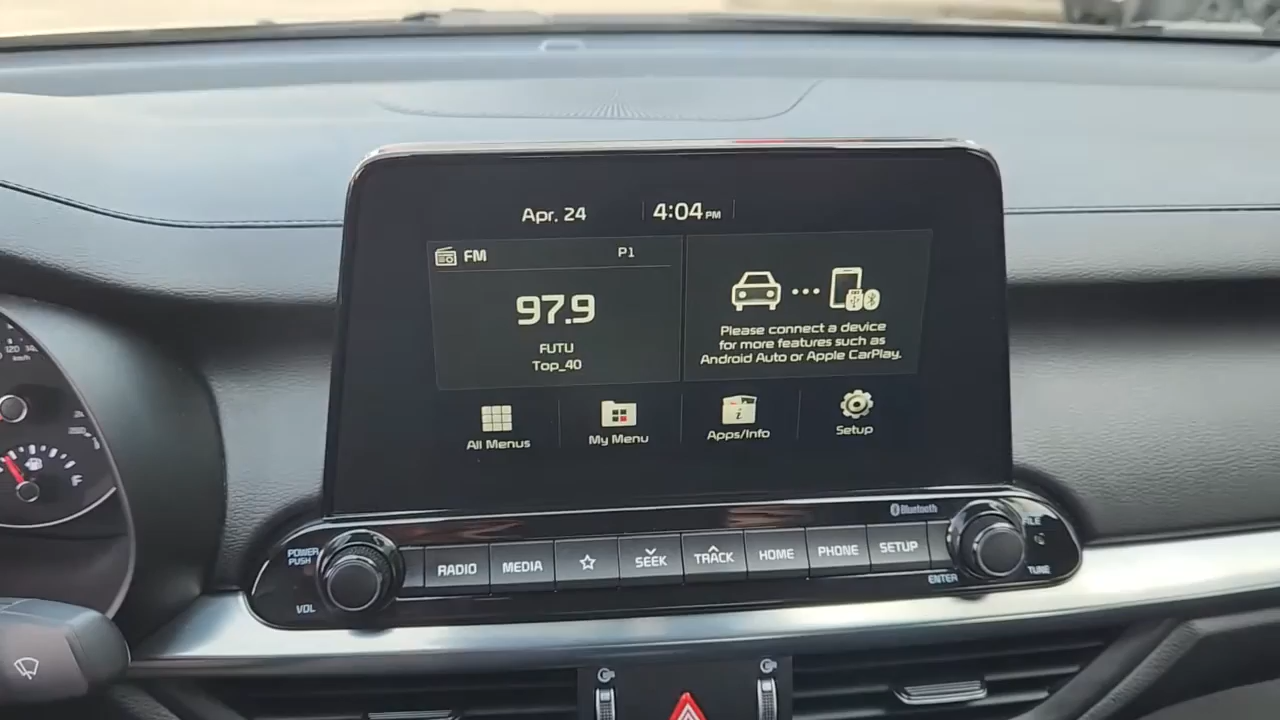 Apr. 24
4:04 PM
FM
P1
97.9
FUTU
Top_40
Please connect a device
for more features such as
Android Auto or Apple CarPlay.
All Menus
My Menu
Apps/Info
Setup
Bluetooth
POWER
PUSH
VOL
RADIO
MEDIA
SEEK
TRACK
HOME
PHONE
SETUP
FILE
TUNE
ENTER
120
km/h
F